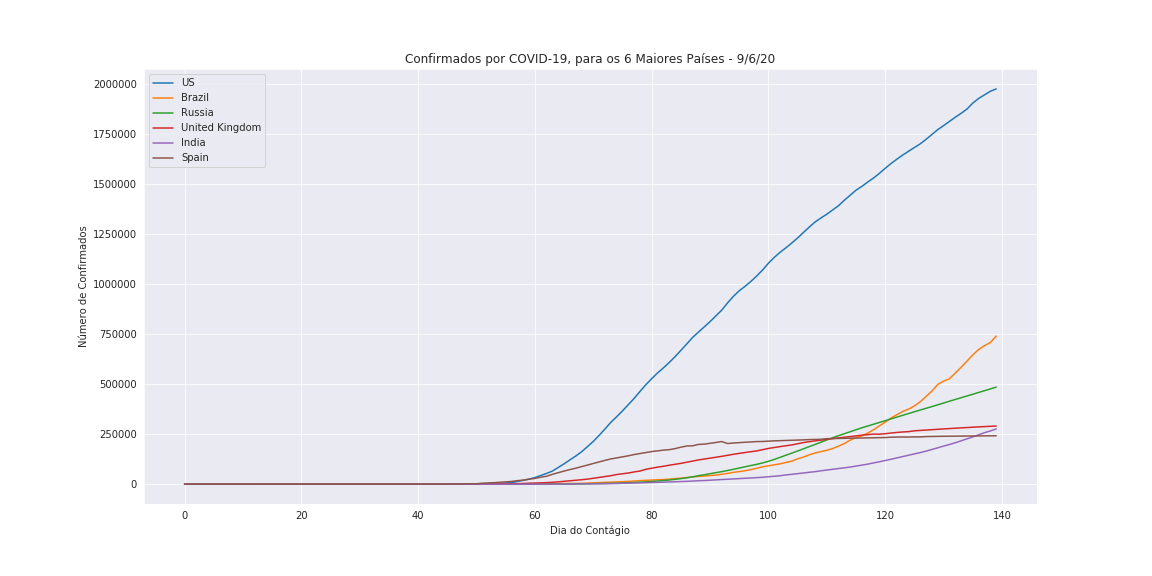 Confirmados por COVID-19, para os 6 Maiores Países - 9/6/20
US
Brazil
Russia
United Kingdom
India
Spain
Número de Confirmados
2000000
1750000
1500000
1250000
1000000
750000
500000
250000
0
0 20 40 60 80 100 120 140
Dia do Contágio